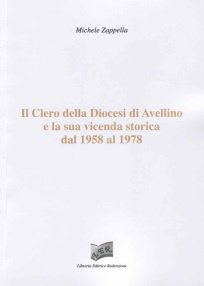 Michele Zappella
Il Clero della Diocesi di Avellino
e la sua vicenda storica
dal 1958 al 1978
Libreria Editrice Redenzione